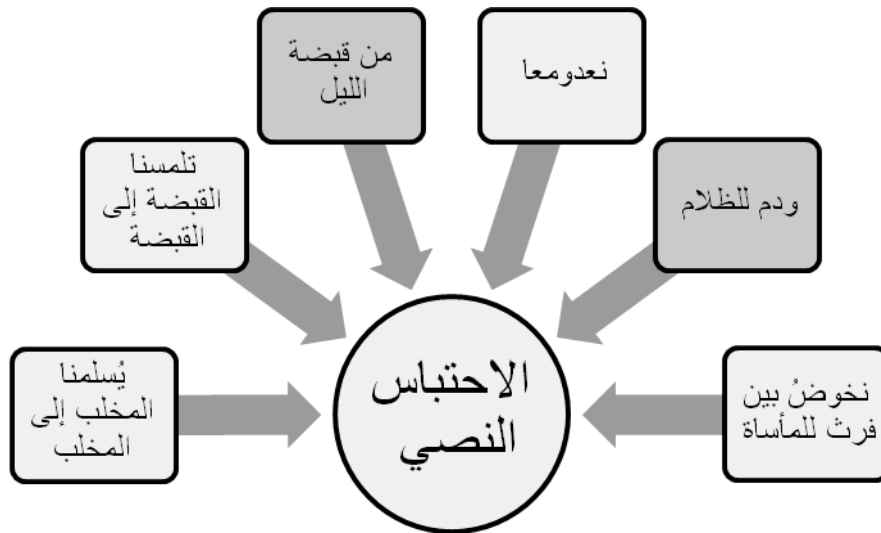 نعدومعا
من قبضة
الليل
ودم للظلام
تلمسنا
القبضة إلى
القبضة
نخوضُ بين
فرث للمأساة
يُسلمنا
المخلب إلى
المخلب
الاحتباس
النصي